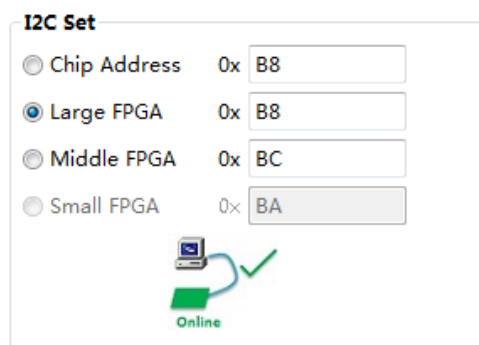 I2C Set
Chip Address 0x B8
Large FPGA 0x B8
Middle FPGA 0x BC
Small FPGA 0x BA
Online